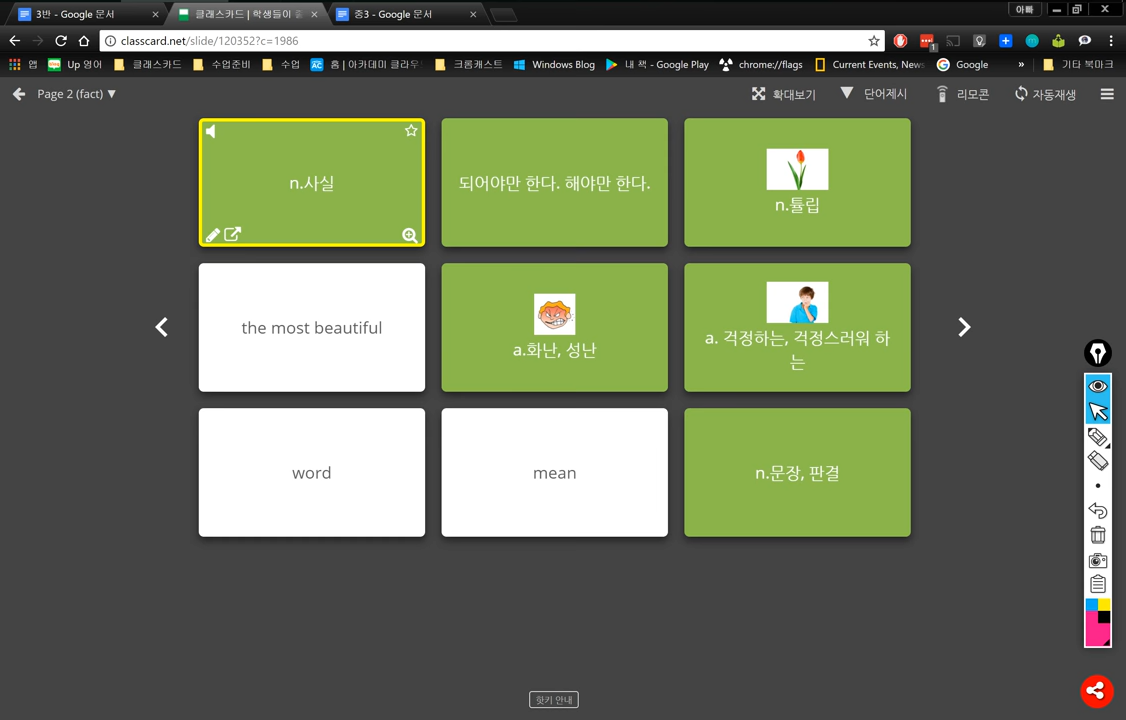 3반 - Google 문서
클래스카드 | 학생들이 좋
중3 - Google 문서
아빠
classcard.net/slide/120352?c=1986
1
앱
Up 영어
클래스카드
수업준비
수업
홈 | 아카데미 클라우
크롬캐스트
Windows Blog
내 책 - Google Play
chrome://flags
Current Events, News
Google
»
기타 북마크
Page 2 (fact) ▼
확대보기
단어제시
리모콘
자동재생
n.사실
되어야만 한다. 해야만 한다.
n.튤립
the most beautiful
a.화난, 성난
a. 걱정하는, 걱정스러워 하
는
word
mean
n.문장, 판결
핫키 안내